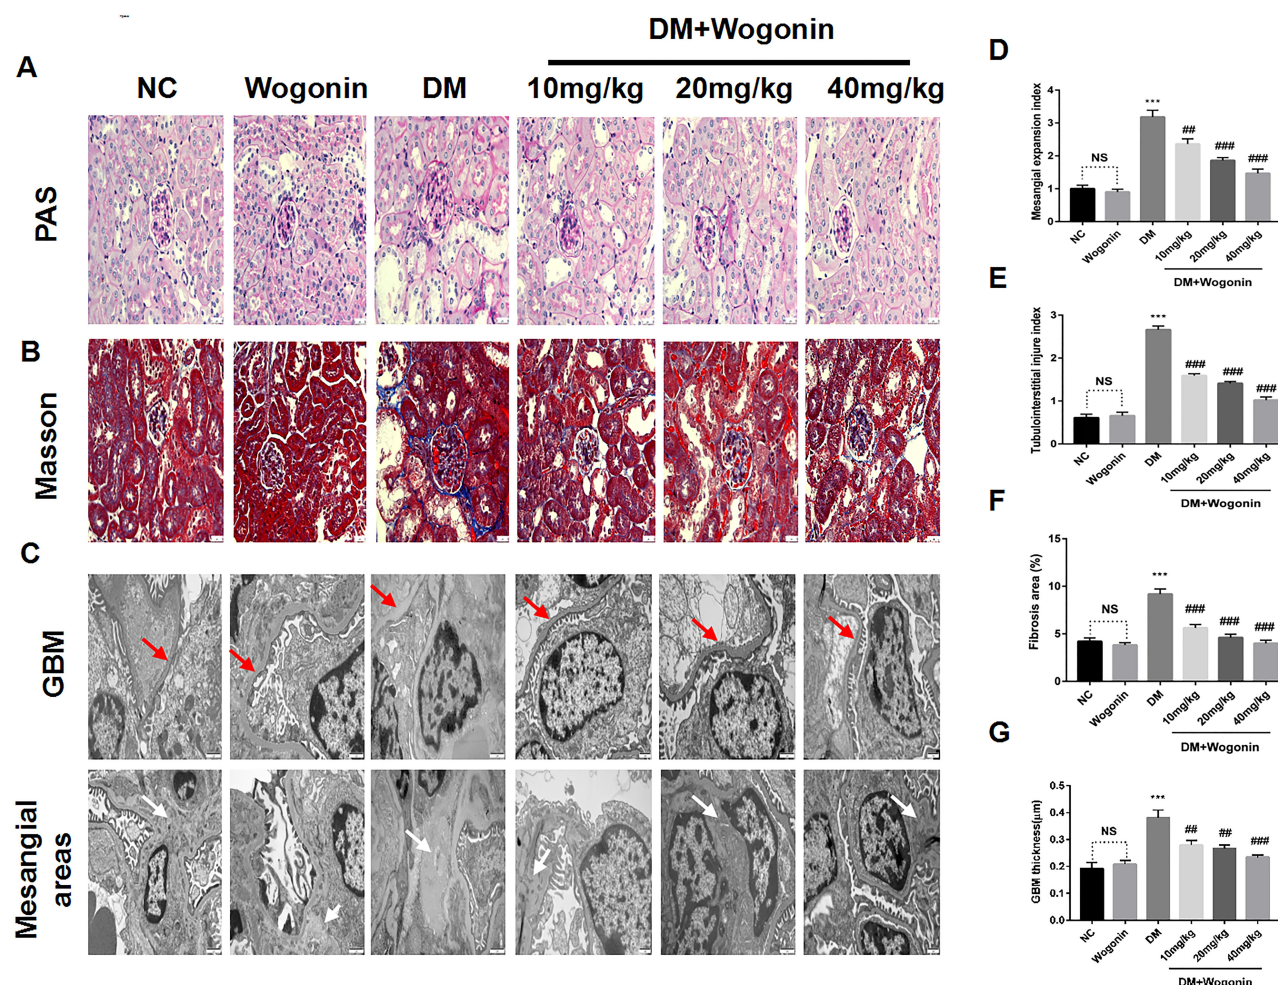 DM+Wogonin
A
NC
Wogonin
DM
10mg/kg
20mg/kg
40mg/kg
PAS
B
Masson
C
GBM
Mesangial
areas
D
Mesangial expansion index
4
3
2
1
0
NS
***
##
###
###
NC
Wogonin
DM
10mg/kg
20mg/kg
40mg/kg
DM+Wogonin
E
Tubulointerstitial injure index
3
2
1
0
NS
***
###
###
###
NC
Wogonin
DM
10mg/kg
20mg/kg
40mg/kg
DM+Wogonin
F
Fibrosis area (%)
15
10
5
0
NS
***
###
###
###
NC
Wogonin
DM
10mg/kg
20mg/kg
40mg/kg
DM+Wogonin
G
GBM thickness(μm)
0.5
0.4
0.3
0.2
0.1
0.0
NS
***
##
##
###
NC
Wogonin
DM
10mg/kg
20mg/kg
40mg/kg
DM+Wogonin